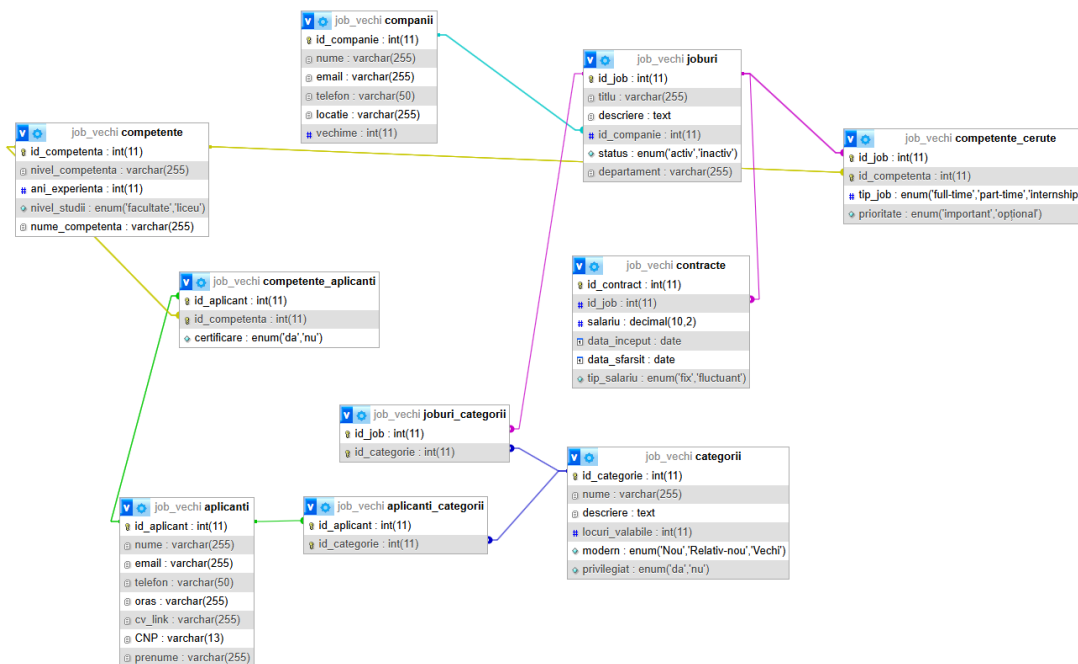 job_vechi companii
id_companie : int(11)
nume : varchar(255)
email : varchar(255)
telefon : varchar(50)
locatie : varchar(255)
vechime : int(11)
job_vechi joburi
id_job : int(11)
titlu : varchar(255)
descriere : text
id_companie : int(11)
status : enum('activ','inactiv')
departament : varchar(255)
job_vechi competente
id_competenta : int(11)
nivel_competenta : varchar(255)
ani_experienta : int(11)
nivel_studii : enum('facultate','liceu')
nume_competenta : varchar(255)
job_vechi competente_cerute
id_job : int(11)
id_competenta : int(11)
tip_job : enum('full-time','part-time','internship
prioritate : enum('important','opțional')
job_vechi competente_aplicanti
id_aplicant : int(11)
id_competenta : int(11)
certificare : enum('da','nu')
job_vechi contracte
id_contract : int(11)
id_job : int(11)
salariu : decimal(10,2)
data_inceput : date
data_sfarsit : date
tip_salariu : enum('fix','fluctuant')
job_vechi joburi_categorii
id_job : int(11)
id_categorie : int(11)
job_vechi categorii
id_categorie : int(11)
nume : varchar(255)
descriere : text
locuri_valabile : int(11)
modern : enum('Nou','Relativ-nou','Vechi')
privilegiat : enum('da','nu')
job_vechi aplicanti
id_aplicant : int(11)
nume : varchar(255)
email : varchar(255)
telefon : varchar(50)
oras : varchar(255)
cv_link : varchar(255)
CNP : varchar(13)
prenume : varchar(255)
job_vechi aplicanti_categorii
id_aplicant : int(11)
id_categorie : int(11)